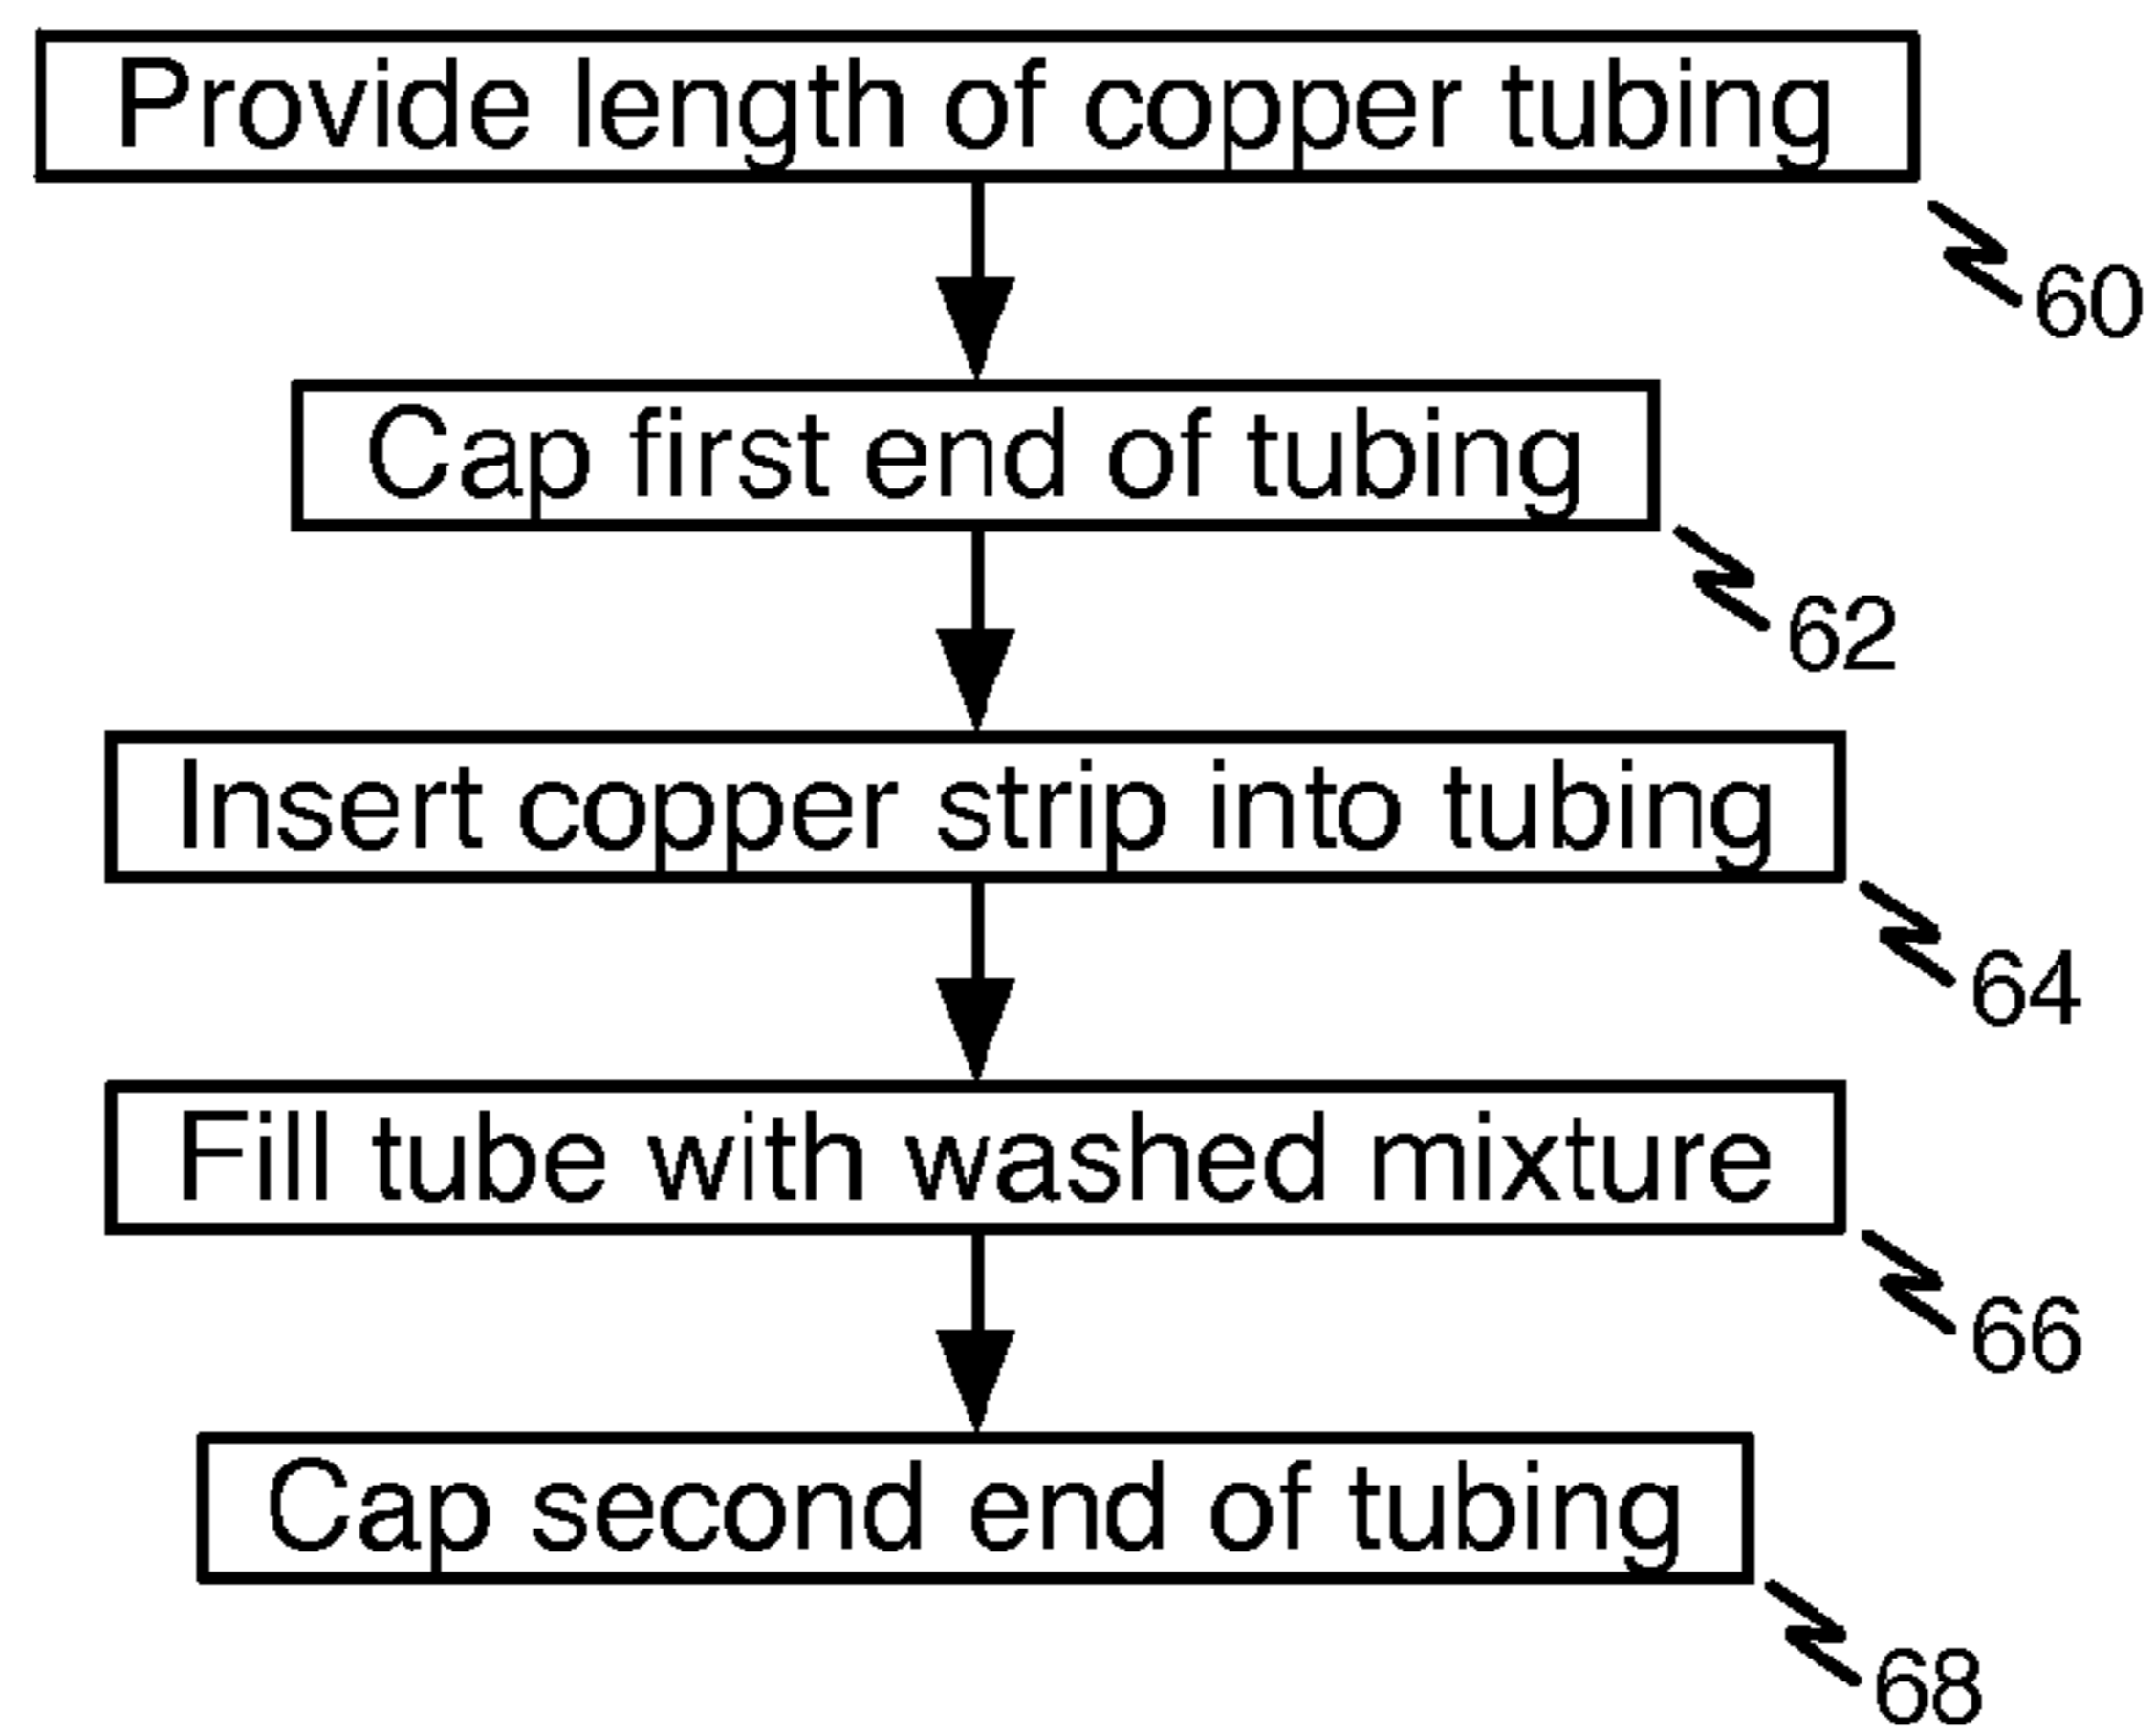 Provide length of copper tubing
60
Cap first end of tubing
62
Insert copper strip into tubing
64
Fill tube with washed mixture
66
Cap second end of tubing
68